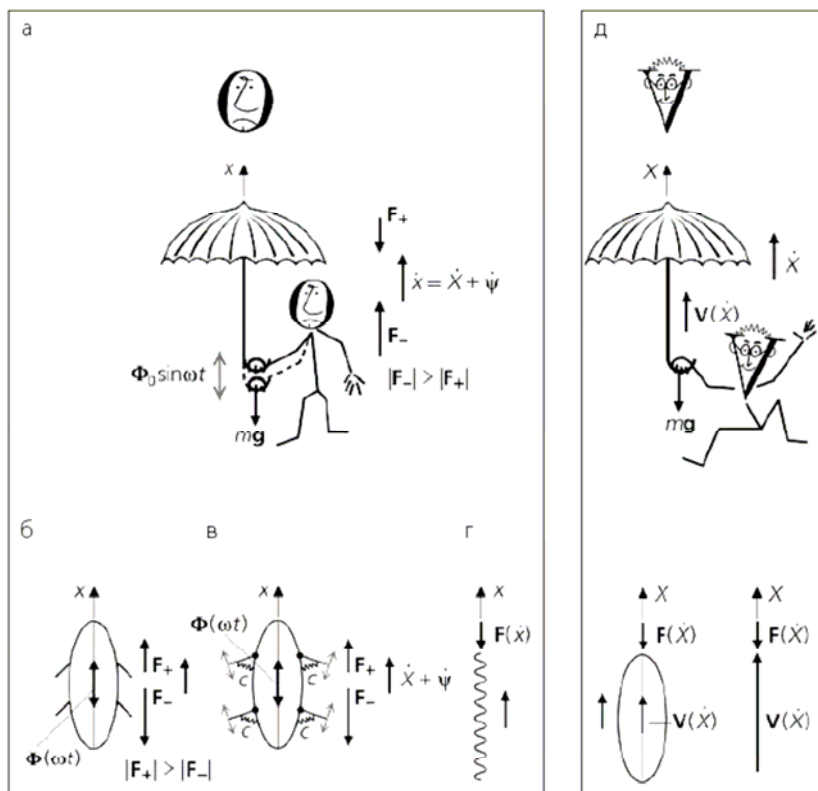 а
x
F₊
ẋ = Ẋ + ψ̇
F₋
Φ₀sinωt
|F₋| > |F₊|
mg
б
x
F₊
F₋
Φ(ωt)
|F₊| > |F₋|
в
x
Φ(ωt)
F₊
Ẋ + ψ̇
F₋
c
c
c
c
г
x
F(ẋ)
д
X
Ẋ
V(Ẋ)
mg
X
F(Ẋ)
V(Ẋ)
X
F(Ẋ)
V(Ẋ)